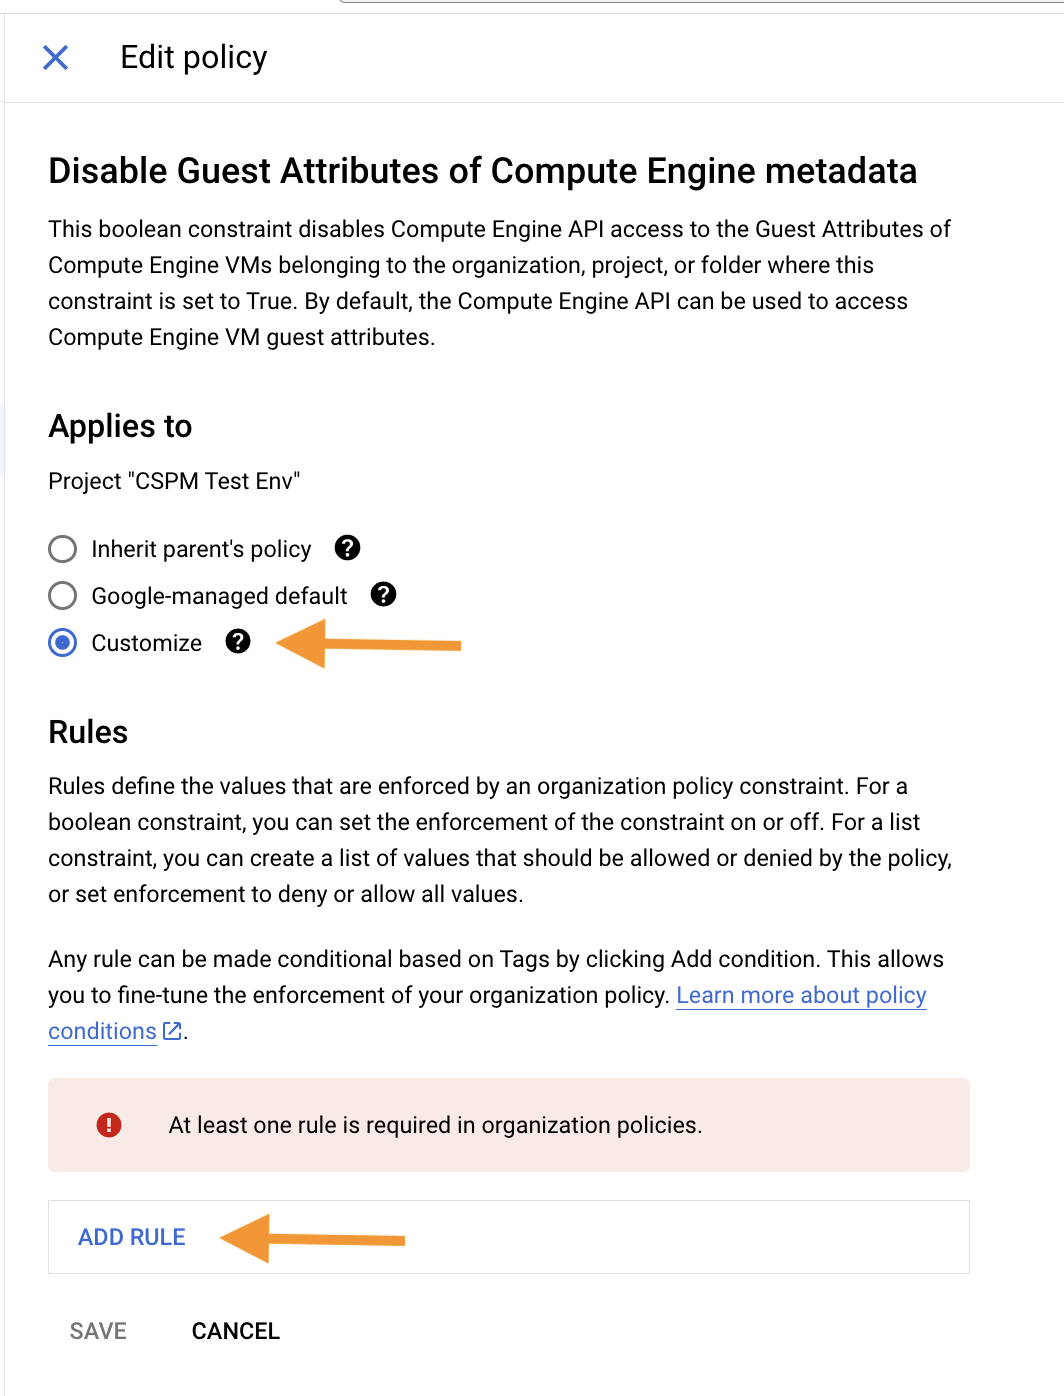 Edit policy
Disable Guest Attributes of Compute Engine metadata
This boolean constraint disables Compute Engine API access to the Guest Attributes of
Compute Engine VMs belonging to the organization, project, or folder where this
constraint is set to True. By default, the Compute Engine API can be used to access
Compute Engine VM guest attributes.
Applies to
Project "CSPM Test Env"
Inherit parent's policy
Google-managed default
Customize
Rules
Rules define the values that are enforced by an organization policy constraint. For a
boolean constraint, you can set the enforcement of the constraint on or off. For a list
constraint, you can create a list of values that should be allowed or denied by the policy,
or set enforcement to deny or allow all values.
Any rule can be made conditional based on Tags by clicking Add condition. This allows
you to fine-tune the enforcement of your organization policy. Learn more about policy
conditions.
At least one rule is required in organization policies.
ADD RULE
SAVE CANCEL